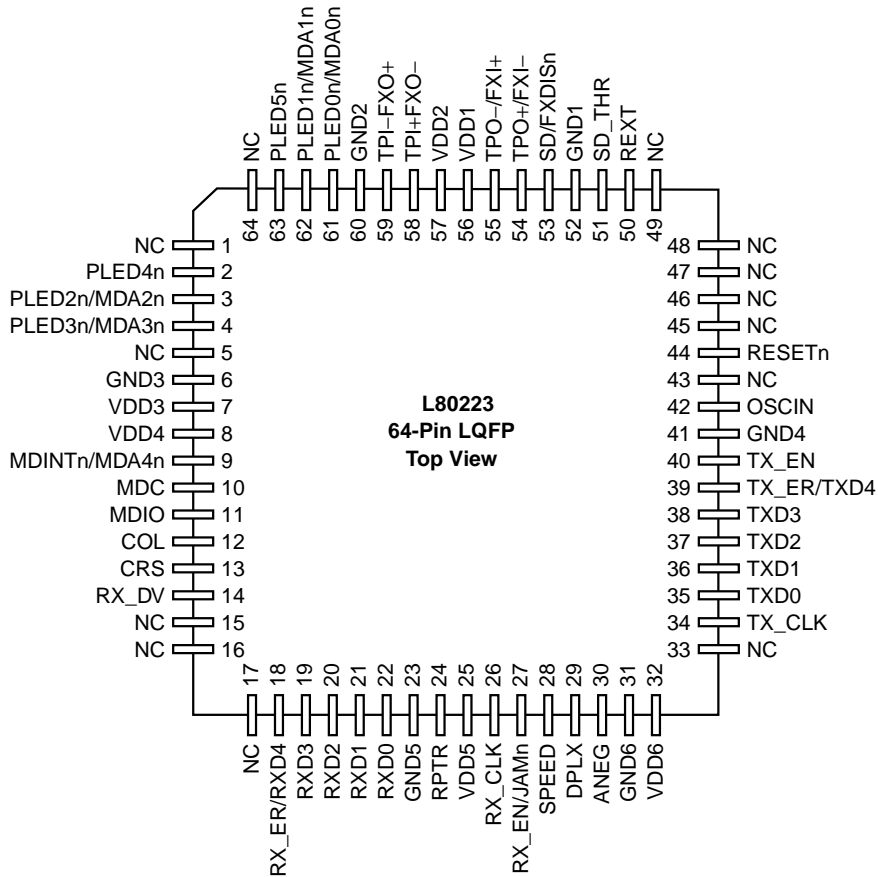 NC
PLED5n
PLED1n/MDA1n
PLED0n/MDA0n
GND2
TPI−FXO+
TPI+FXO−
VDD2
VDD1
TPO−/FXI+
TPO+/FXI−
SD/FXDISn
GND1
SD_THR
REXT
NC
64
63
62
61
60
59
58
57
56
55
54
53
52
51
50
49
NC 1
PLED4n 2
PLED2n/MDA2n 3
PLED3n/MDA3n 4
NC 5
GND3 6
VDD3 7
VDD4 8
MDINTn/MDA4n 9
MDC 10
MDIO 11
COL 12
CRS 13
RX_DV 14
NC 15
NC 16
L80223
64-Pin LQFP
Top View
48 NC
47 NC
46 NC
45 NC
44 RESETn
43 NC
42 OSCIN
41 GND4
40 TX_EN
39 TX_ER/TXD4
38 TXD3
37 TXD2
36 TXD1
35 TXD0
34 TX_CLK
33 NC
17
18
19
20
21
22
23
24
25
26
27
28
29
30
31
32
NC
RX_ER/RXD4
RXD3
RXD2
RXD1
RXD0
GND5
RPTR
VDD5
RX_CLK
RX_EN/JAMn
SPEED
DPLX
ANEG
GND6
VDD6